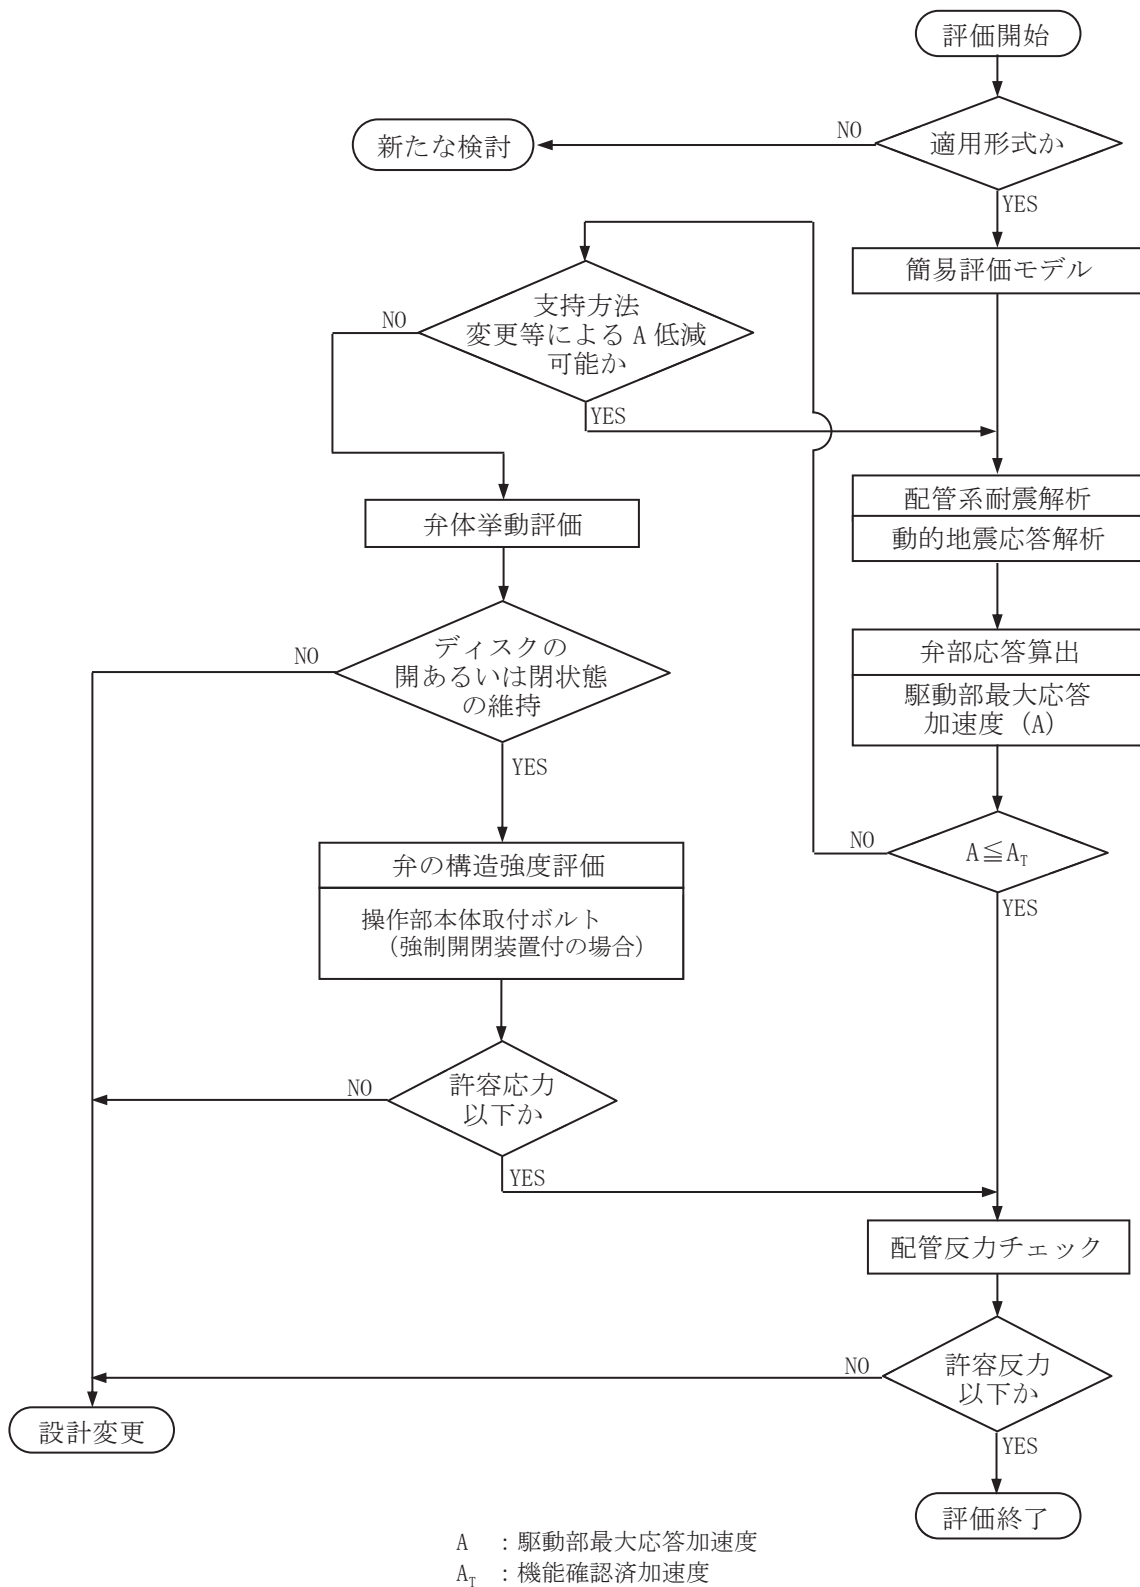 評価開始
適用形式か
NO
新たな検討
YES
簡易評価モデル
支持方法
変更等による A 低減
可能か
NO
YES
配管系耐震解析
動的地震応答解析
弁体挙動評価
弁部応答算出
駆動部最大応答
加速度 (A)
ディスクの
開あるいは閉状態
の維持
NO
YES
A≦A_T
NO
YES
弁の構造強度評価
操作部本体取付ボルト
(強制開閉装置付の場合)
許容応力
以下か
NO
YES
配管反力チェック
許容反力
以下か
NO
YES
設計変更
評価終了
A :駆動部最大応答加速度
A_T :機能確認済加速度